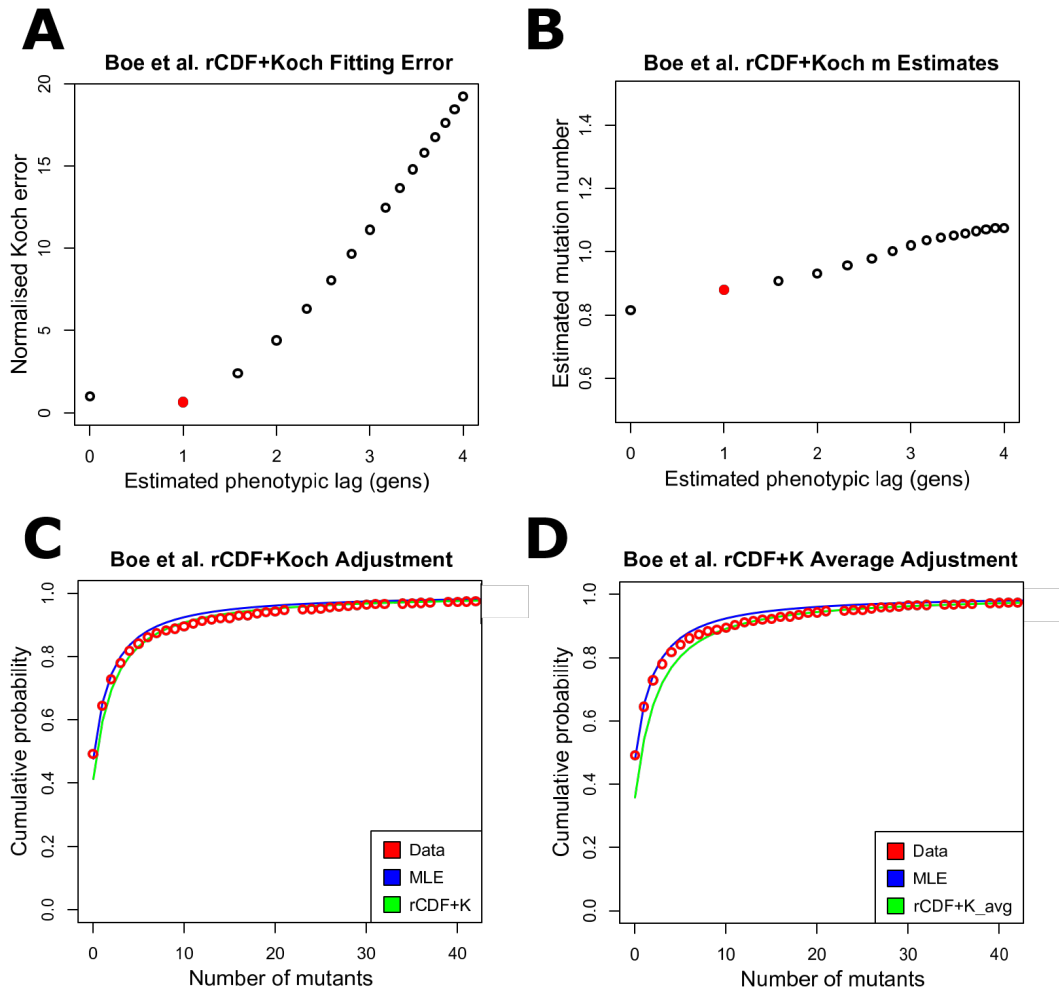 A
Boe et al. rCDF+Koch Fitting Error
Normalised Koch error
20
15
10
5
0
0 1 2 3 4
Estimated phenotypic lag (gens)
B
Boe et al. rCDF+Koch m Estimates
Estimated mutation number
1.4
1.2
1.0
0.8
0.6
0 1 2 3 4
Estimated phenotypic lag (gens)
C
Boe et al. rCDF+Koch Adjustment
Cumulative probability
1.0
0.8
0.6
0.4
0.2
0.0
Data
MLE
rCDF+K
0 10 20 30 40
Number of mutants
D
Boe et al. rCDF+K Average Adjustment
Cumulative probability
1.0
0.8
0.6
0.4
0.2
0.0
Data
MLE
rCDF+K_avg
0 10 20 30 40
Number of mutants